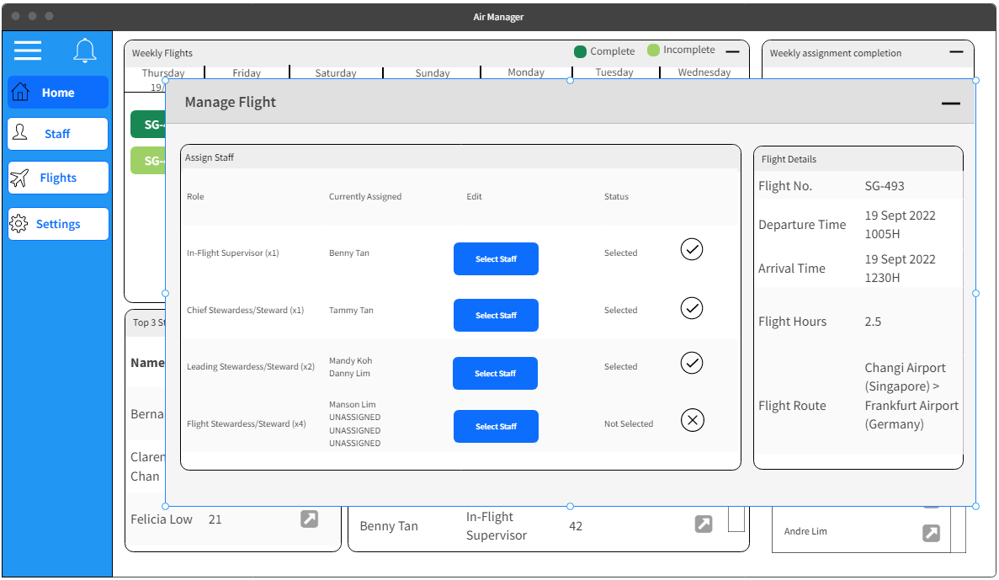 Air Manager
Home
Staff
Flights
Settings
Weekly Flights
Complete
Incomplete
Thursday
Friday
Saturday
Sunday
Monday
Tuesday
Wednesday
19/
SG-4
SG-
Weekly assignment completion
Manage Flight
Assign Staff
Role
Currently Assigned
Edit
Status
In-Flight Supervisor (x1)
Benny Tan
Select Staff
Selected
Chief Stewardess/Steward (x1)
Tammy Tan
Select Staff
Selected
Leading Stewardess/Steward (x2)
Mandy Koh
Danny Lim
Select Staff
Selected
Flight Stewardess/Steward (x4)
Manson Lim
UNASSIGNED
UNASSIGNED
UNASSIGNED
Select Staff
Not Selected
Flight Details
Flight No.
SG-493
Departure Time
19 Sept 2022
1005H
Arrival Time
19 Sept 2022
1230H
Flight Hours
2.5
Flight Route
Changi Airport
(Singapore) >
Frankfurt Airport
(Germany)
Top 3 St
Name
Berna
Claren
Chan
Felicia Low
21
Benny Tan
In-Flight
Supervisor
42
Andre Lim